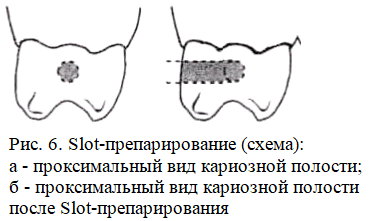 Рис. 6. Slot-препарирование (схема):
а - проксимальный вид кариозной полости;
б - проксимальный вид кариозной полости
после Slot-препарирования